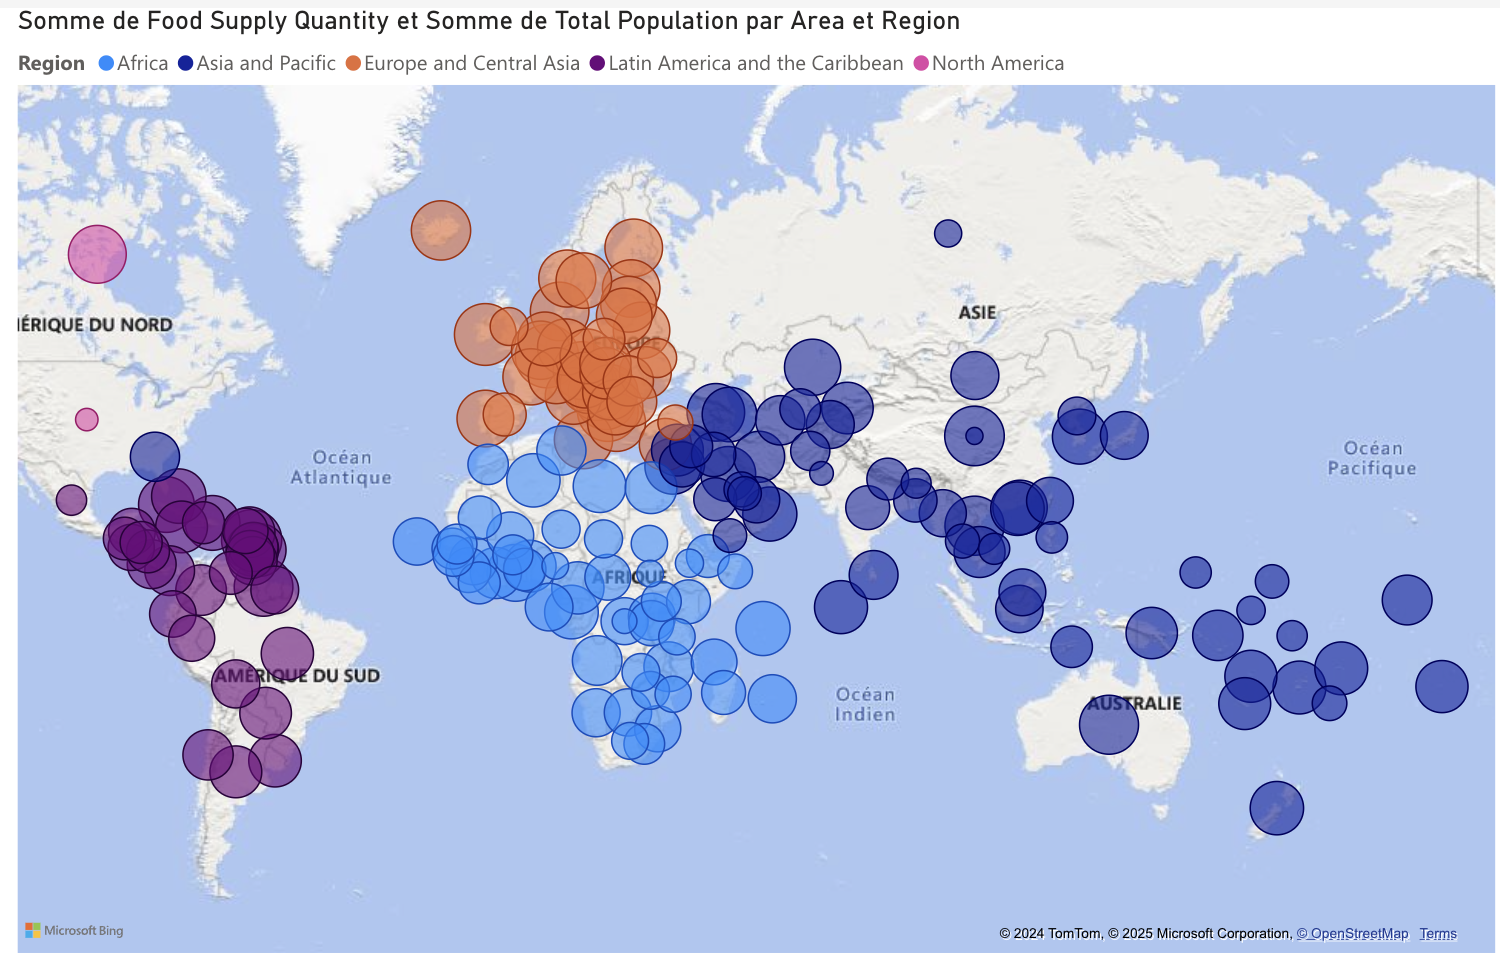 Somme de Food Supply Quantity et Somme de Total Population par Area et Region
Region Africa Asia and Pacific Europe and Central Asia Latin America and the Caribbean North America
ASIE
ÉRIQUE DU NORD
EUROPE
Océan
Atlantique
Océan
Pacifique
AFRIQUE
AMÉRIQUE DU SUD
Océan
Indien
AUSTRALIE
Microsoft Bing
© 2024 TomTom, © 2025 Microsoft Corporation, © OpenStreetMap Terms